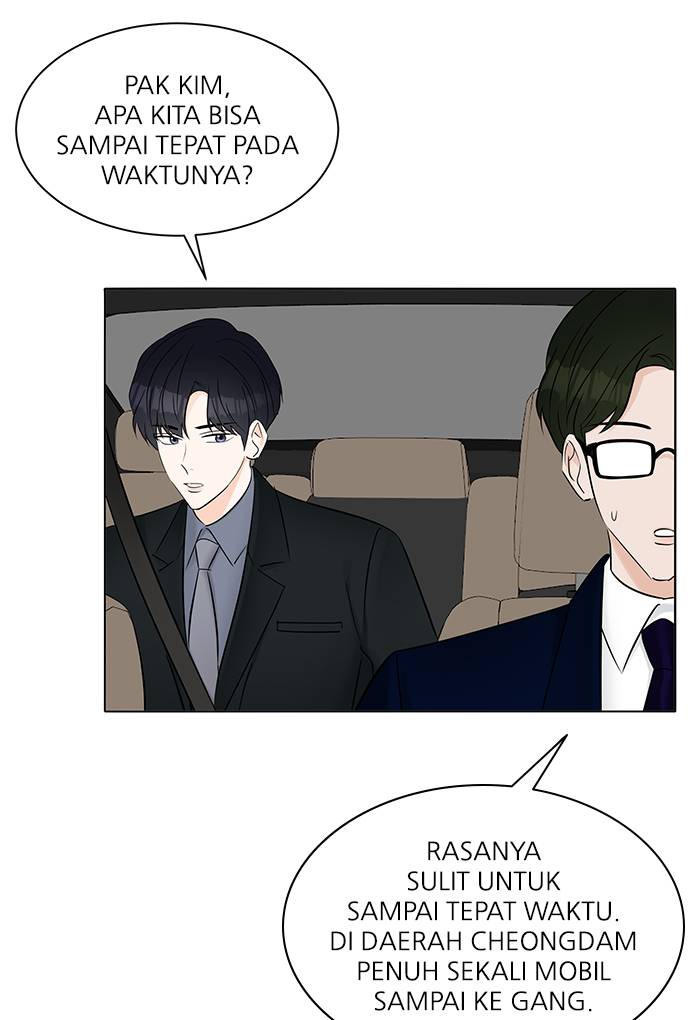 PAK KIM,
APA KITA BISA
SAMPAI TEPAT PADA
WAKTUNYA?
RASANYA
SULIT UNTUK
SAMPAI TEPAT WAKTU.
DI DAERAH CHEONGDAM
PENUH SEKALI MOBIL
SAMPAI KE GANG.